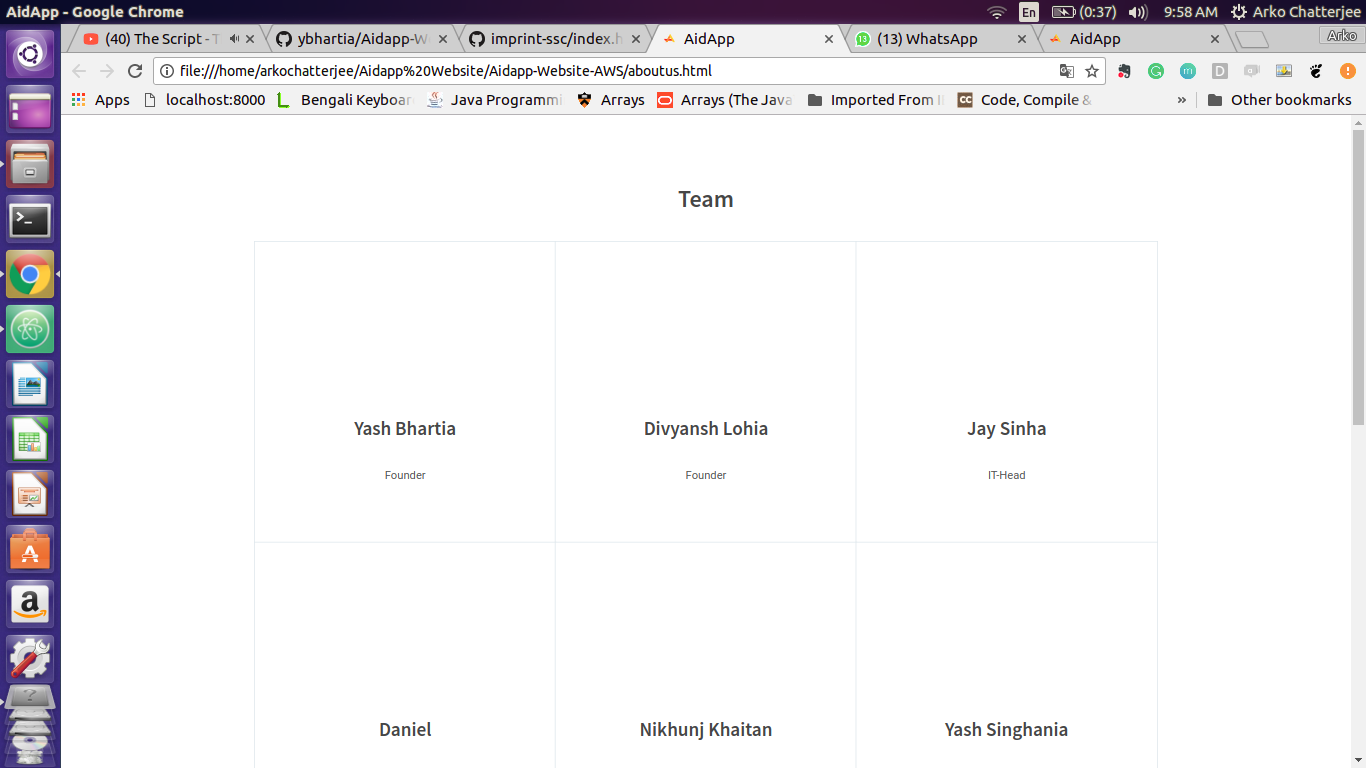 AidApp - Google Chrome
En
(0:37)
9:58 AM
Arko Chatterjee
(40) The Script - T
ybhartia/Aidapp-W
imprint-ssc/index.h
AidApp
(13) WhatsApp
AidApp
Arko
file:///home/arkochatterjee/Aidapp%20Website/Aidapp-Website-AWS/aboutus.html
Apps
localhost:8000
Bengali Keyboar
Java Programmi
Arrays
Arrays (The Java
Imported From I
CC
Code, Compile &
»
Other bookmarks
Team
Yash Bhartia
Divyansh Lohia
Jay Sinha
Founder
Founder
IT-Head
Daniel
Nikhunj Khaitan
Yash Singhania